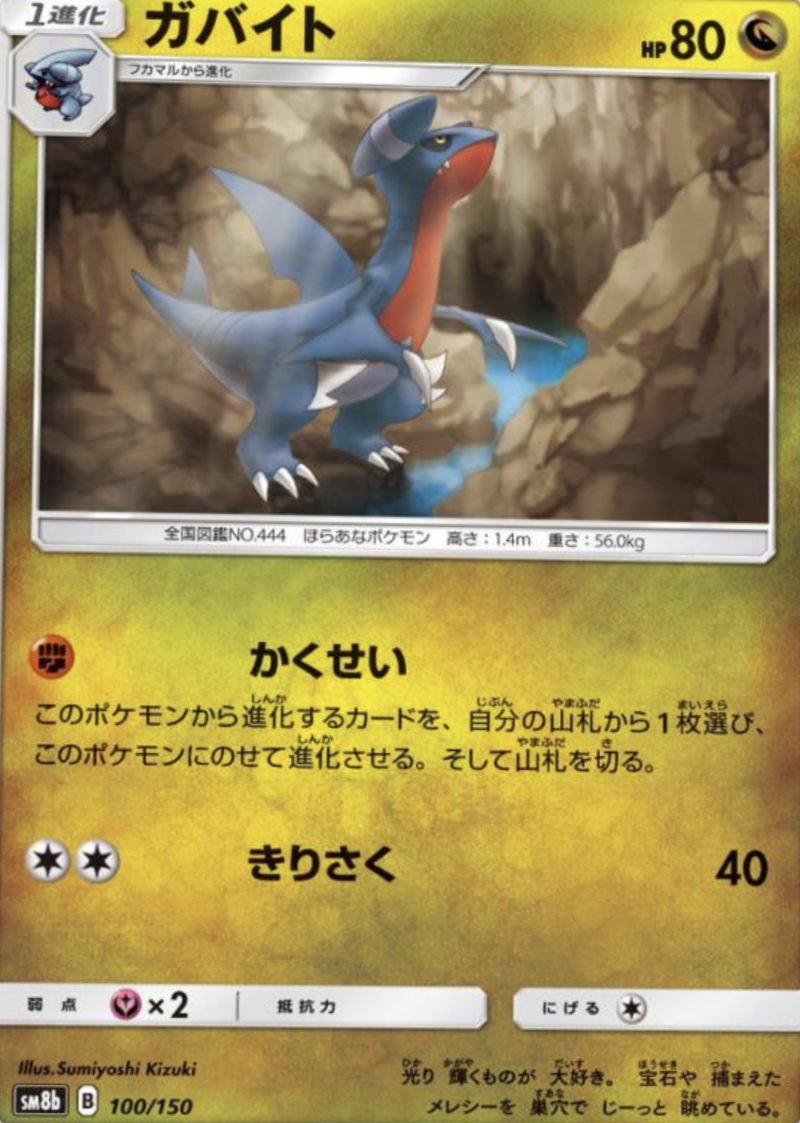 1進化 ガバイト HP80
フカマルから進化
全国図鑑NO.444 ほらあなポケモン 高さ：1.4m 重さ：56.0kg
かくせい
このポケモンから進化するカードを、自分の山札から1枚選び、
このポケモンにのせて進化させる。そして山札を切る。
きりさく 40
弱点 ×2 抵抗力 にげる
Illus.Sumiyoshi Kizuki
光り 輝くものが 大好き。 宝石や 捕まえた
メレシーを 巣穴で じーっと 眺めている。
SM8b B 100/150